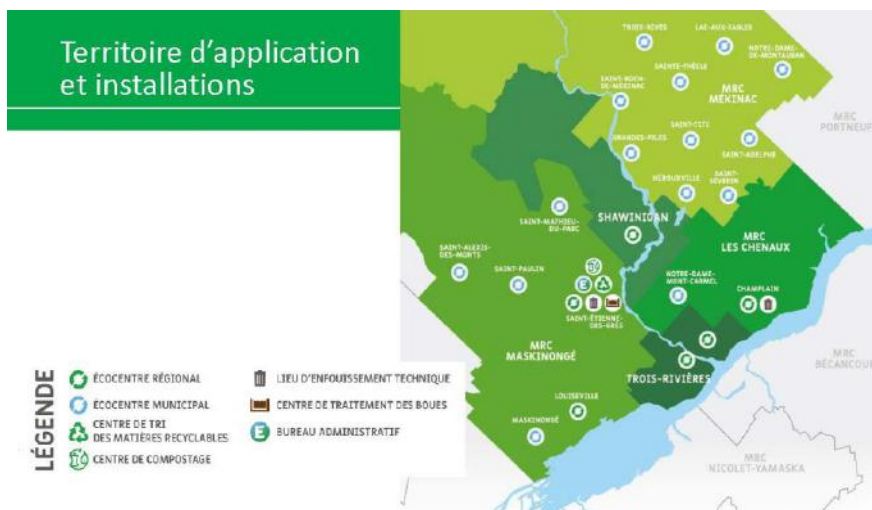 Territoire d'application
et installations
TROIS-RIVES
LAC-AUX-SABLES
NOTRE-DAME-
DE-MONTAUBAN
SAINTE-THÈCLE
SAINT-ROCH-
DE-MÉKINAC
MRC
MÉKINAC
MRC
PORTNEUF
SAINT-TITE
GRANDES-PILES
SAINT-ADELPHE
HÉROUXVILLE
SAINT-
SÉVERIN
SHAWINIGAN
SAINT-MATHIEU-
DU-PARC
MRC
LES CHENAUX
SAINT-ALEXIS-
DES-MONTS
SAINT-PAULIN
NOTRE-DAME-
MONT-CARMEL
CHAMPLAIN
E
SAINT-ÉTIENNE-
DES-GRÈS
MRC
MASKINONGÉ
MRC
BÉCANCOUR
TROIS-RIVIÈRES
LOUISEVILLE
MASKINONGÉ
MRC
NICOLET-YAMASKA
LÉGENDE
ÉCOCENTRE RÉGIONAL
ÉCOCENTRE MUNICIPAL
CENTRE DE TRI
DES MATIÈRES RECYCLABLES
CENTRE DE COMPOSTAGE
LIEU D'ENFOUISSEMENT TECHNIQUE
CENTRE DE TRAITEMENT DES BOUES
E BUREAU ADMINISTRATIF